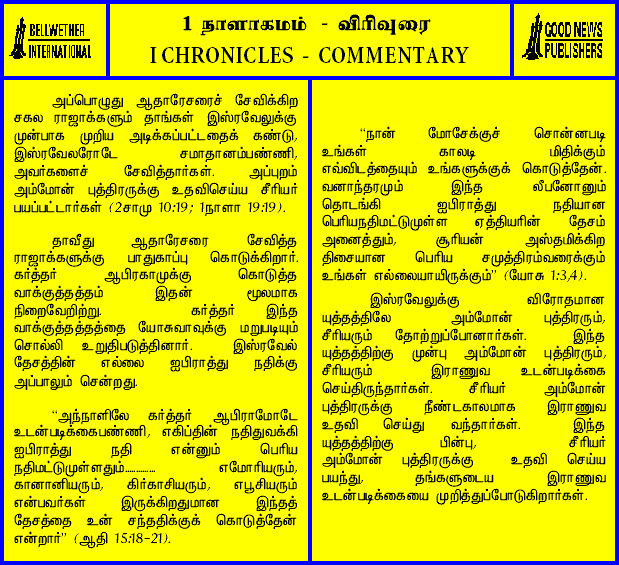 BELLWETHER
INTERNATIONAL
1 நாளாகமம் - விரிவுரை
I CHRONICLES - COMMENTARY
GOOD NEWS
PUBLISHERS
அப்பொழுது ஆதாரேசரைச் சேவிக்கிற
சகல ராஜாக்களும் தாங்கள் இஸ்ரவேலுக்கு
முன்பாக முறிய அடிக்கப்பட்டதைக் கண்டு,
இஸ்ரவேலரோடே சமாதானம்பண்ணி,
அவர்களைச் சேவித்தார்கள். அப்புறம்
அம்மோன் புத்திரருக்கு உதவிசெய்ய சீரியர்
பயப்பட்டார்கள் (2சாமு 10:19; 1நாளா 19:19).
தாவீது ஆதாரேசரை சேவித்த
ராஜாக்களுக்கு பாதுகாப்பு கொடுக்கிறார்.
கர்த்தர் ஆபிரகாமுக்கு கொடுத்த
வாக்குத்தத்தம் இதன் மூலமாக
நிறைவேறிற்று. கர்த்தர் இந்த
வாக்குத்தத்தத்தை யோசுவாவுக்கு மறுபடியும்
சொல்லி உறுதிபடுத்தினார். இஸ்ரவேல்
தேசத்தின் எல்லை ஐபிராத்து நதிக்கு
அப்பாலும் சென்றது.
“அந்நாளிலே கர்த்தர் ஆபிராமோடே
உடன்படிக்கைபண்ணி, எகிப்தின் நதிதுவக்கி
ஐபிராத்து நதி என்னும் பெரிய
நதிமட்டுமுள்ளதும்............. எமோரியரும்,
கானானியரும், கிர்காசியரும், எபூசியரும்
என்பவர்கள் இருக்கிறதுமான இந்தத்
தேசத்தை உன் சந்ததிக்குக் கொடுத்தேன்
என்றார்” (ஆதி 15:18-21).
“நான் மோசேக்குச் சொன்னபடி
உங்கள் காலடி மிதிக்கும்
எவ்விடத்தையும் உங்களுக்குக் கொடுத்தேன்.
வனாந்தரமும் இந்த லீபனோனும்
தொடங்கி ஐபிராத்து நதியான
பெரியநதிமட்டுமுள்ள ஏத்தியரின் தேசம்
அனைத்தும், சூரியன் அஸ்தமிக்கிற
திசையான பெரிய சமுத்திரம்வரைக்கும்
உங்கள் எல்லையாயிருக்கும்” (யோசு 1:3,4).
இஸ்ரவேலுக்கு விரோதமான
யுத்தத்திலே அம்மோன் புத்திரரும்,
சீரியரும் தோற்றுப்போனார்கள். இந்த
யுத்தத்திற்கு முன்பு அம்மோன் புத்திரரும்,
சீரியரும் இராணுவ உடன்படிக்கை
செய்திருந்தார்கள். சீரியர் அம்மோன்
புத்திரருக்கு நீண்டகாலமாக இராணுவ
உதவி செய்து வந்தார்கள். இந்த
யுத்தத்திற்கு பின்பு, சீரியர்
அம்மோன் புத்திரருக்கு உதவி செய்ய
பயந்து, தங்களுடைய இராணுவ
உடன்படிக்கையை முறித்துப்போடுகிறார்கள்.